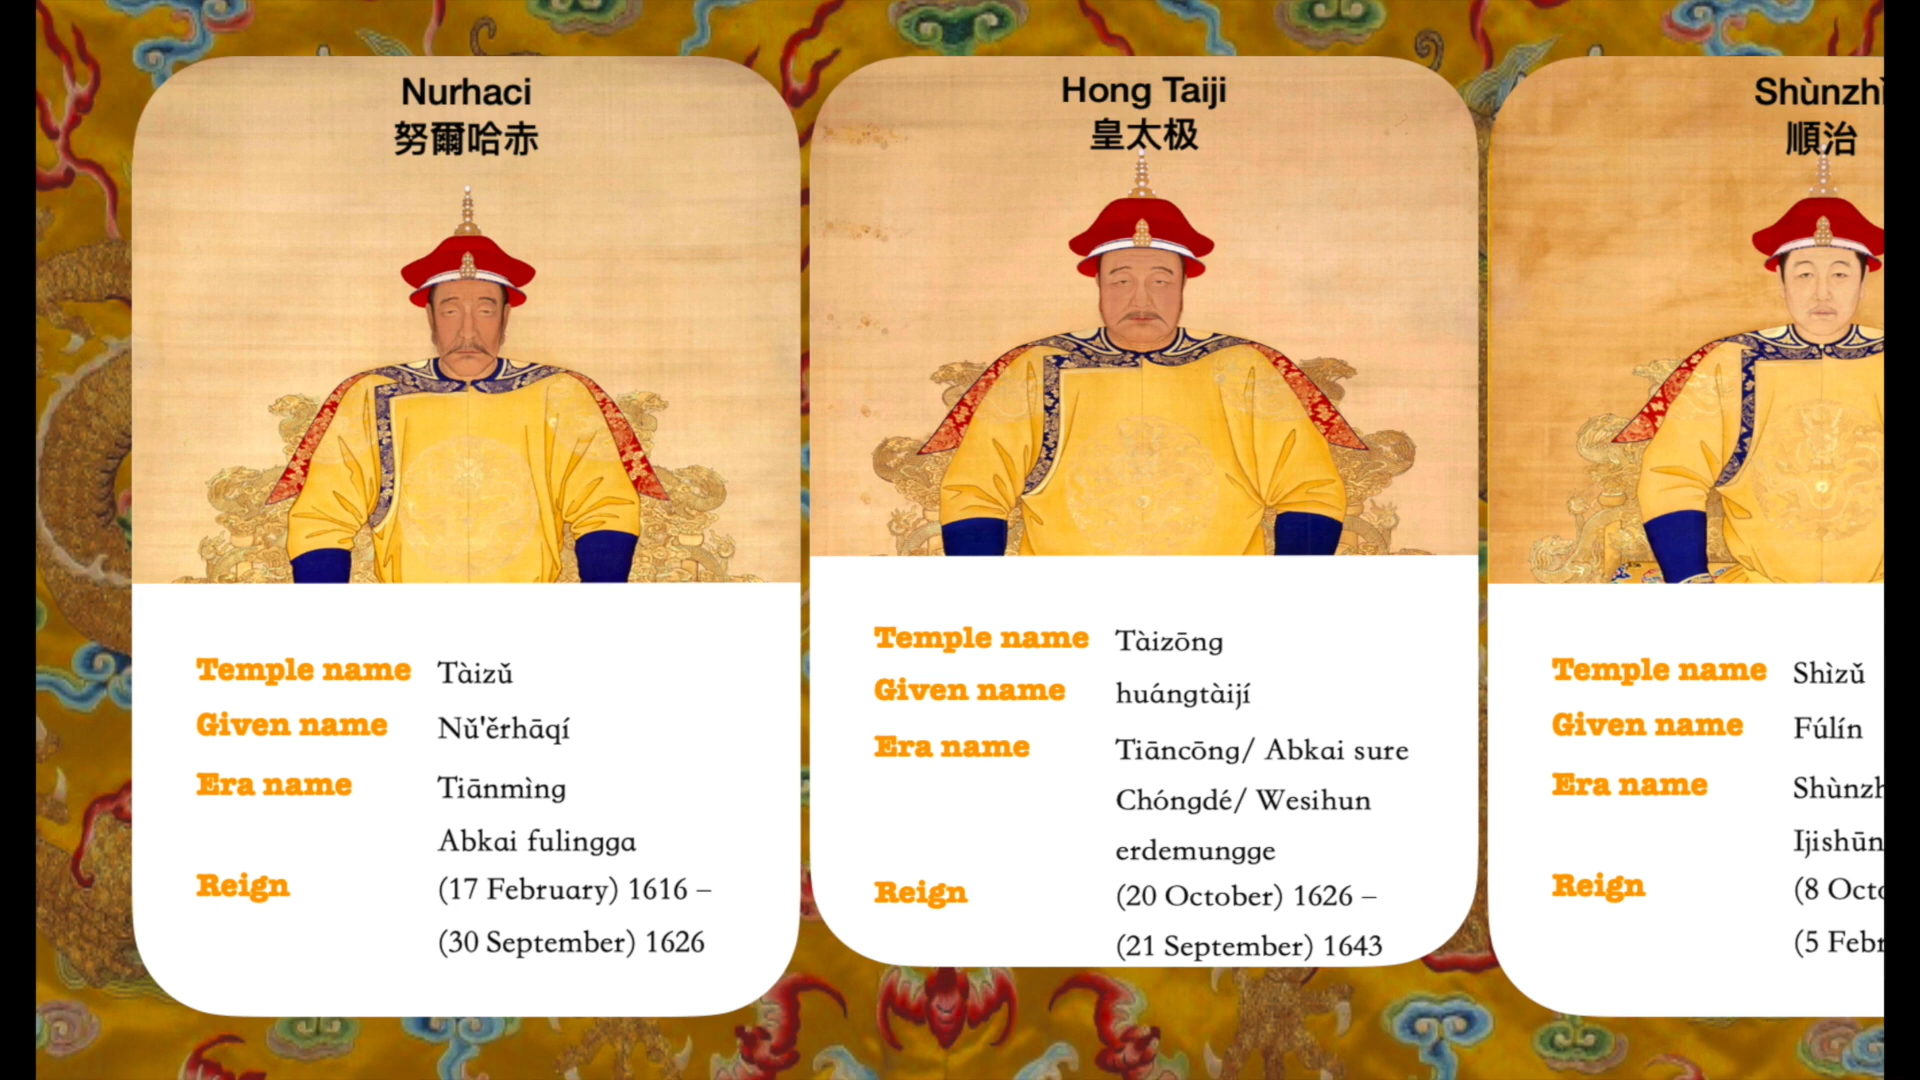 Nurhaci
努爾哈赤
Temple name Tàizǔ
Given name Nǔ'ěrhāqí
Era name Tiānmìng
Abkai fulingga
Reign (17 February) 1616 –
(30 September) 1626
Hong Taiji
皇太极
Temple name Tàizōng
Given name huángtàijí
Era name Tiāncōng/ Abkai sure
Chóngdé/ Wesihun
erdemungge
Reign (20 October) 1626 –
(21 September) 1643
順治
Temple name Shìzǔ
Given name Fúlín
Era name
Reign (8
(5